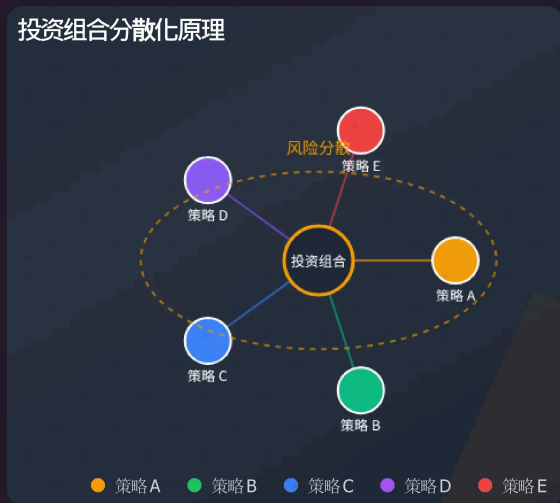 投资组合分散化原理
风险分散
策略 E
策略 D
投资组合
策略 A
策略 C
策略 B
策略A
策略B
策略C
策略D
策略E